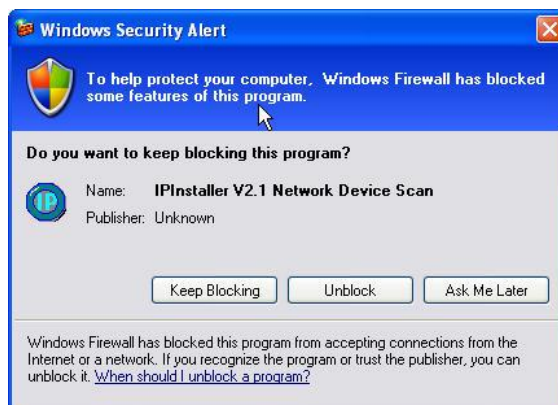 Windows Security Alert
To help protect your computer, Windows Firewall has blocked
some features of this program.
Do you want to keep blocking this program?
IP
Name: IPInstaller V2.1 Network Device Scan
Publisher: Unknown
Keep Blocking Unblock Ask Me Later
Windows Firewall has blocked this program from accepting connections from the
Internet or a network. If you recognize the program or trust the publisher, you can
unblock it. When should I unblock a program?